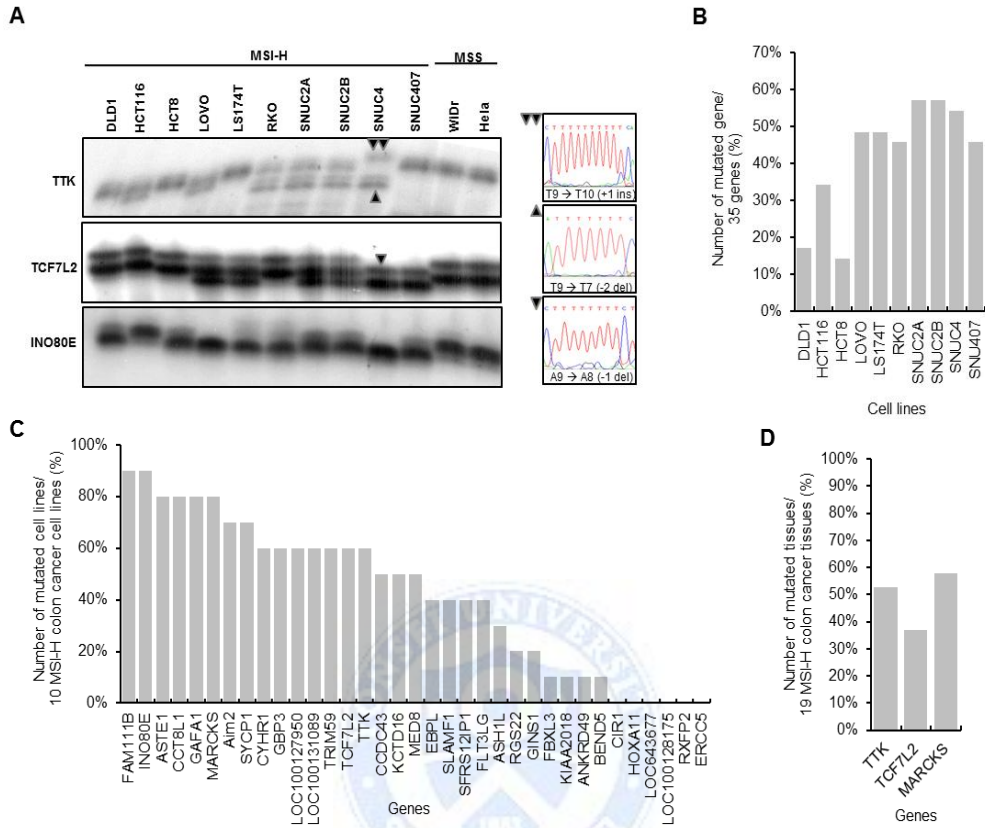 A
MSI-H
MSS
DLD1
HCT116
HCT8
LOVO
LS174T
RKO
SNUC2A
SNUC2B
SNUC4
SNUC407
WiDr
Hela
TTK
TCF7L2
INO80E
T9 → T10 (+1 ins)
T9 → T7 (-2 del)
A9 → A8 (-1 del)
B
Number of mutated gene/
35 genes (%)
70%
60%
50%
40%
30%
20%
10%
0%
DLD1
HCT116
HCT8
LOVO
LS174T
RKO
SNUC2A
SNUC2B
SNUC4
SNU407
Cell lines
C
Number of mutated cell lines/
10 MSI-H colon cancer cell lines (%)
100%
80%
60%
40%
20%
0%
FAM111B
INO80E
ASTE1
CCT8L1
GAFA1
MARCKS
Aim2
SYCP1
CYHR1
GBP3
LOC100127950
LOC100131089
TRIM59
TCF7L2
TTK
CCDC43
KCTD16
MED8
EBPL
SLAMF1
SFRS12IP1
FLT3LG
ASH1L
RGS22
GINS1
FBXL3
KIAA2018
ANKRD49
BEND5
CIR1
HOXA11
LOC643677
LOC100128175
RXFP2
ERCC5
Genes
D
Number of mutated tissues/
19 MSI-H colon cancer tissues (%)
100%
90%
80%
70%
60%
50%
40%
30%
20%
10%
0%
TTK
TCF7L2
MARCKS
Genes